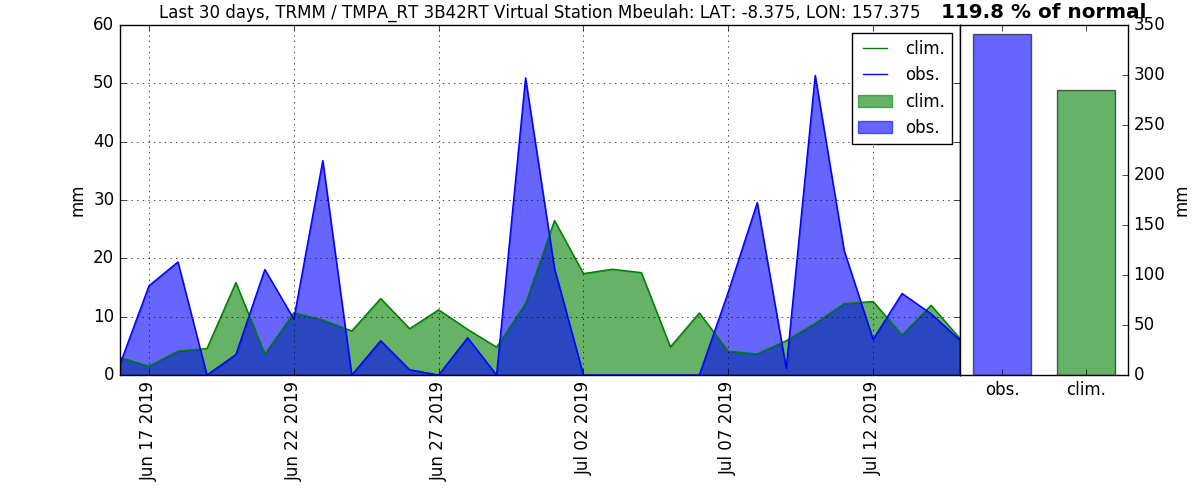 Last 30 days, TRMM / TMPA_RT 3B42RT Virtual Station Mbeulah: LAT: -8.375, LON: 157.375
119.8 % of normal
60
50
40
30
20
10
0
mm
clim.
obs.
clim.
obs.
Jun 17 2019
Jun 22 2019
Jun 27 2019
Jul 02 2019
Jul 07 2019
Jul 12 2019
350
300
250
200
150
100
50
0
mm
obs.
clim.